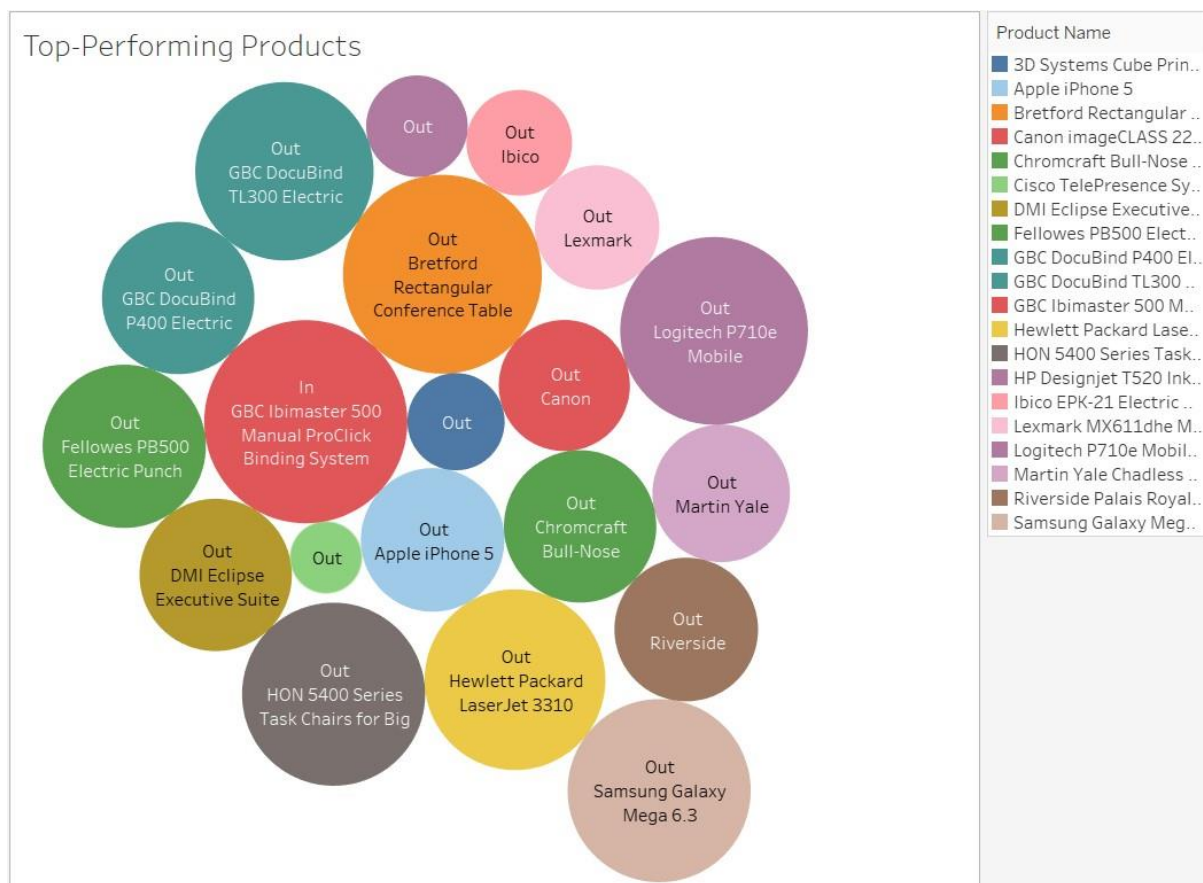 Top-Performing Products
Out
GBC DocuBind
TL300 Electric
Out
Out
Ibico
Out
Lexmark
Out
Bretford
Rectangular
Conference Table
Out
GBC DocuBind
P400 Electric
Out
Logitech P710e
Mobile
In
GBC Ibimaster 500
Manual ProClick
Binding System
Out
Out
Canon
Out
Fellowes PB500
Electric Punch
Out
Martin Yale
Out
Apple iPhone 5
Out
Chromcraft
Bull-Nose
Out
DMI Eclipse
Executive Suite
Out
Out
HON 5400 Series
Task Chairs for Big
Out
Hewlett Packard
LaserJet 3310
Out
Riverside
Out
Samsung Galaxy
Mega 6.3
Product Name
3D Systems Cube Prin..
Apple iPhone 5
Bretford Rectangular ..
Canon imageCLASS 22..
Chromcraft Bull-Nose ..
Cisco TelePresence Sy..
DMI Eclipse Executive..
Fellowes PB500 Elect..
GBC DocuBind P400 El..
GBC DocuBind TL300 ..
GBC Ibimaster 500 M..
Hewlett Packard Lase..
HON 5400 Series Task..
HP Designjet T520 Ink..
Ibico EPK-21 Electric ..
Lexmark MX611dhe M..
Logitech P710e Mobil..
Martin Yale Chadless ..
Riverside Palais Royal..
Samsung Galaxy Meg..